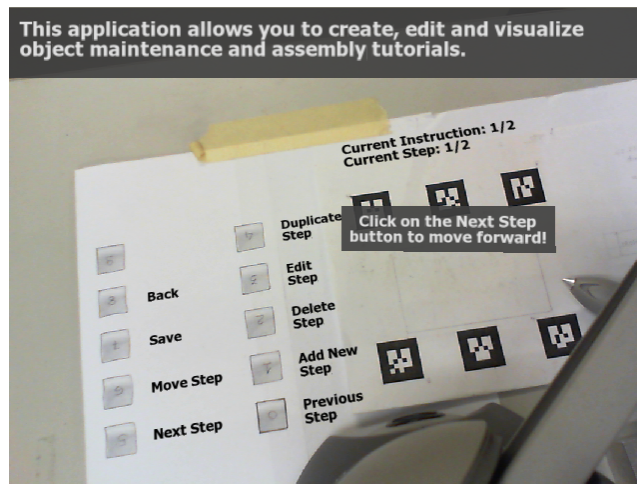 This application allows you to create, edit and visualize
object maintenance and assembly tutorials.
Current Instruction: 1/2
Current Step: 1/2
Click on the Next Step
button to move forward!
Duplicate
Step
Back
Edit
Step
Save
Delete
Step
Move Step
Add New
Step
Next Step
Previous
Step